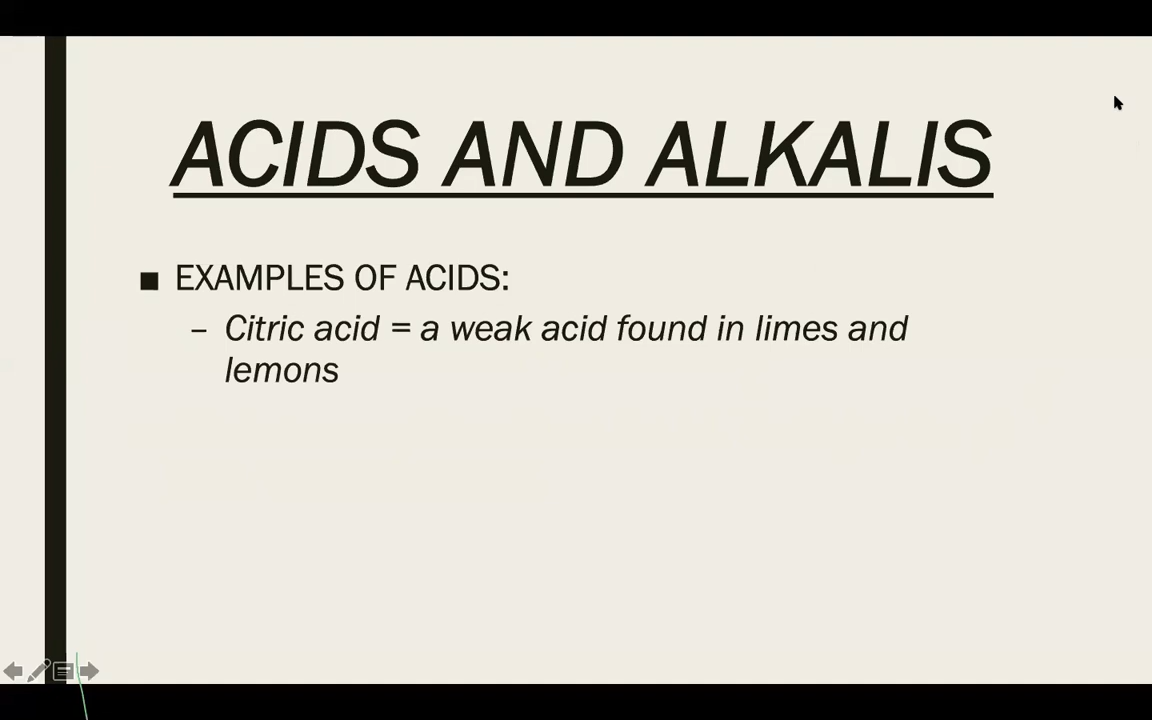 ACIDS AND ALKALIS
■ EXAMPLES OF ACIDS:
– Citric acid = a weak acid found in limes and
lemons